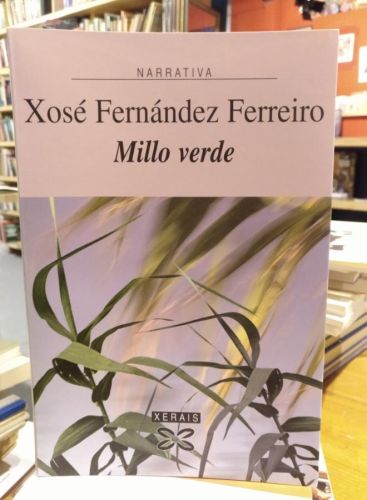 NARRATIVA
Xosé Fernández Ferreiro
Millo verde
XERAIS